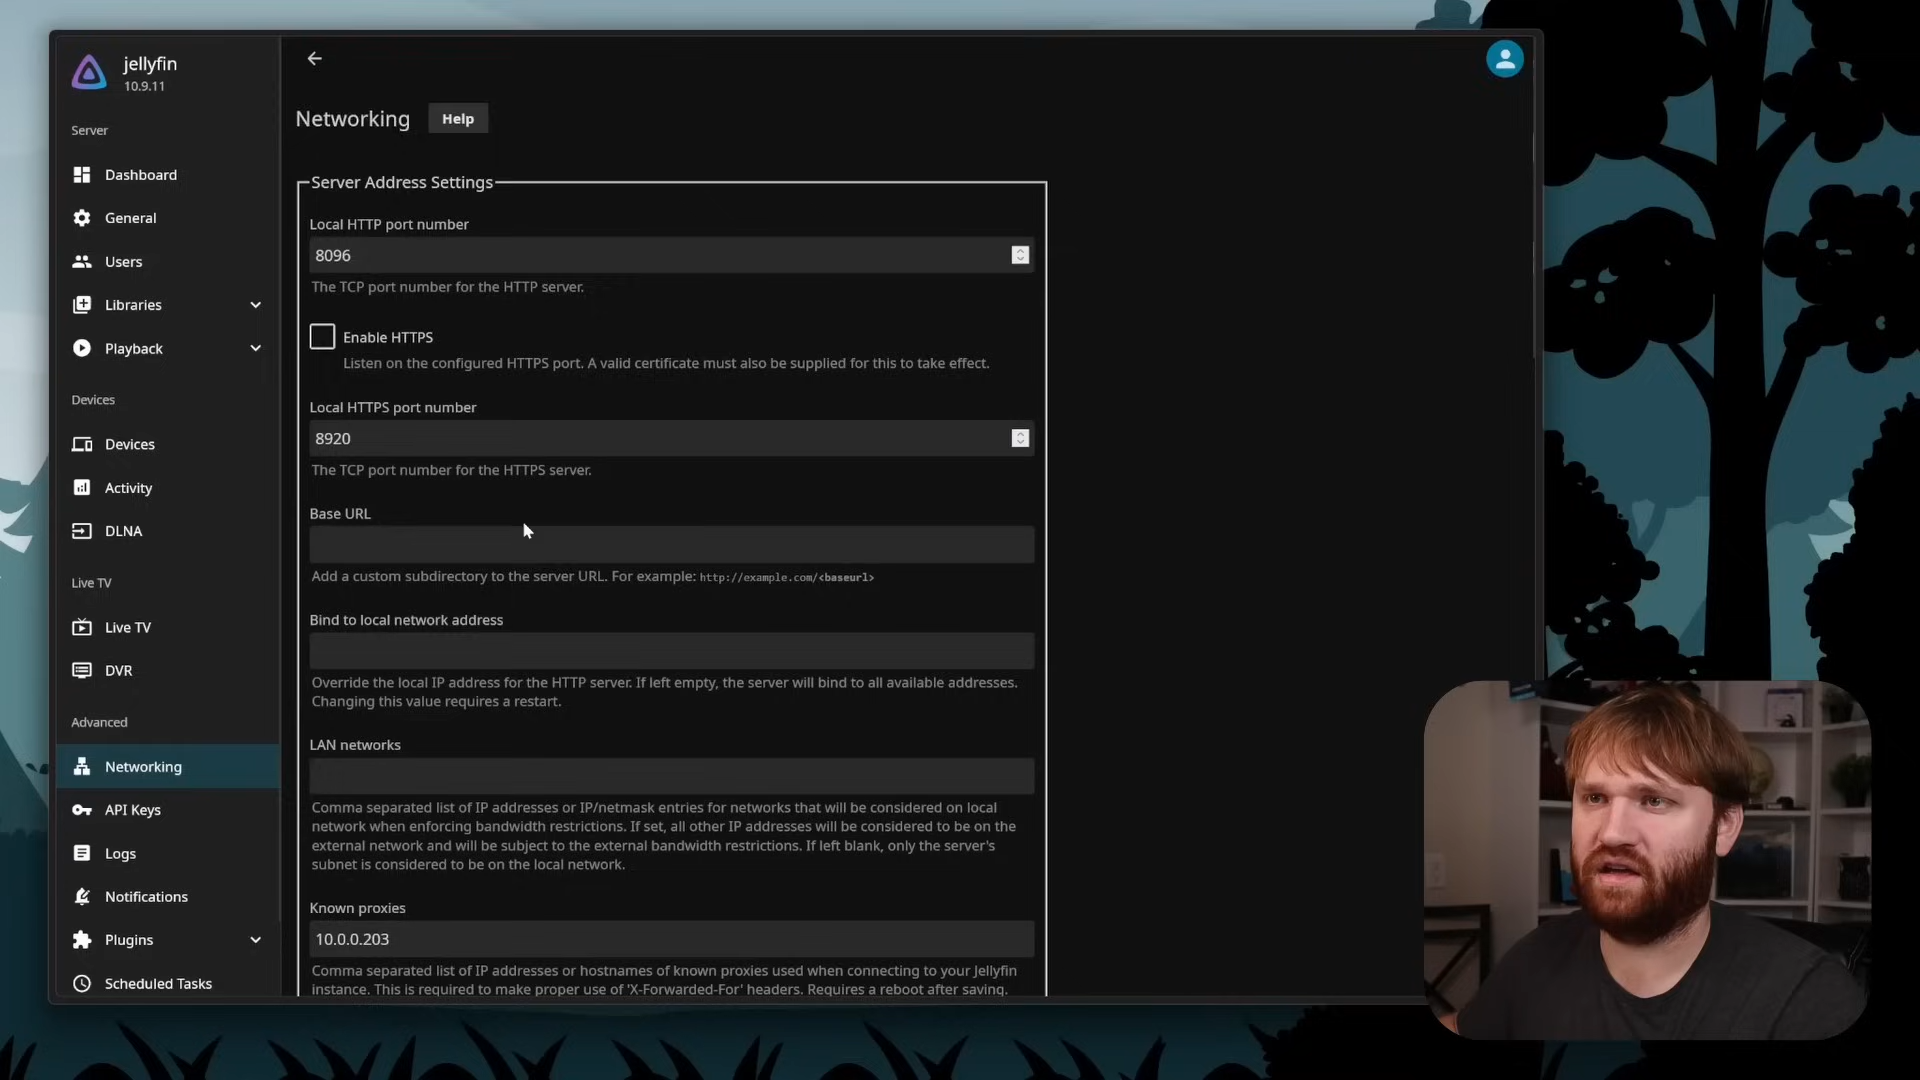 jellyfin
10.9.11
Server
Dashboard
General
Users
Libraries
Playback
Devices
Devices
Activity
DLNA
Live TV
Live TV
DVR
Advanced
Networking
API Keys
Logs
Notifications
Plugins
Scheduled Tasks
Networking
Help
Server Address Settings
Local HTTP port number
8096
The TCP port number for the HTTP server.
Enable HTTPS
Listen on the configured HTTPS port. A valid certificate must also be supplied for this to take effect.
Local HTTPS port number
8920
The TCP port number for the HTTPS server.
Base URL
Add a custom subdirectory to the server URL. For example: http://example.com/<baseurl>
Bind to local network address
Override the local IP address for the HTTP server. If left empty, the server will bind to all available addresses.
Changing this value requires a restart.
LAN networks
Comma separated list of IP addresses or IP/netmask entries for networks that will be considered on local
network when enforcing bandwidth restrictions. If set, all other IP addresses will be considered to be on the
external network and will be subject to the external bandwidth restrictions. If left blank, only the server's
subnet is considered to be on the local network.
Known proxies
10.0.0.203
Comma separated list of IP addresses or hostnames of known proxies used when connecting to your Jellyfin
instance. This is required to make proper use of 'X-Forwarded-For' headers. Requires a reboot after saving.